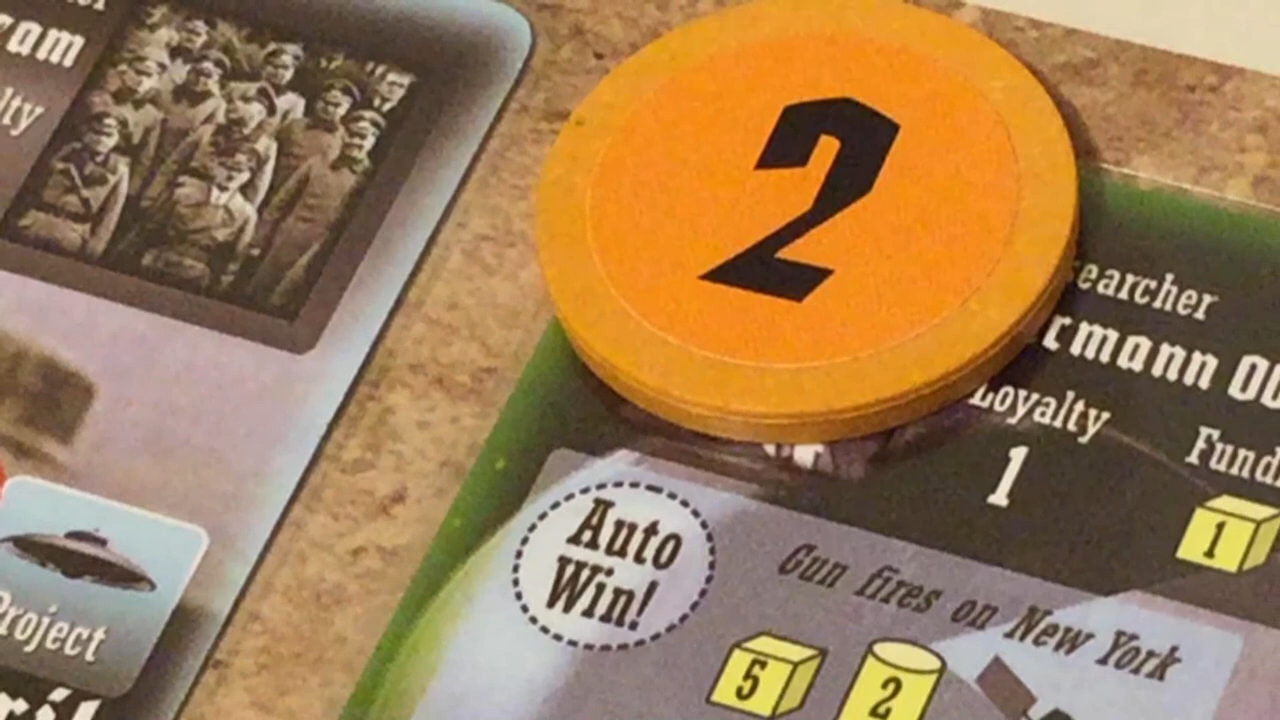 ram
lty
Project
2
earcher
rmann
Loyalty
Fund
1
1
Auto
Win!
Gun fires on New York
5
2